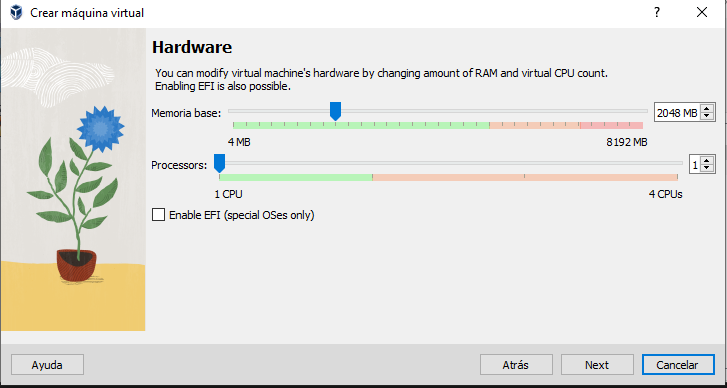 Crear máquina virtual
Hardware
You can modify virtual machine's hardware by changing amount of RAM and virtual CPU count.
Enabling EFI is also possible.
Memoria base:
2048 MB
4 MB
8192 MB
Processors:
1
1 CPU
4 CPUs
Enable EFI (special OSes only)
Ayuda
Atrás
Next
Cancelar